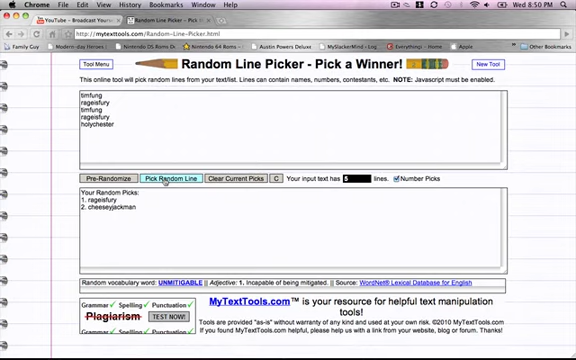 Chrome File Edit View History Bookmarks Window Help
Wed 8:50 PM
YouTube - Broadcast Yourse
Random Line Picker - Pick a
http://mytexttools.com/Random-Line-Picker.html
Family Guy Modern-day Heroes Nintendo DS Roms Nintendo 64 Roms Austin Powers Deluxe MyStackerMind Everything - Home Apple Other Bookmarks
Tool Menu
Random Line Picker - Pick a Winner!
New Tool
This online tool will pick random lines from your text/list. Lines can contain names, numbers, contestants, etc. NOTE: Javascript must be enabled.
timfung
rageisfury
timfung
rageisfury
holychester
Pre-Randomize Pick Random Line Clear Current Picks C Your input text has 5 lines. Number Picks
Your Random Picks:
1. rageisfury
2. cheeseyjackman
Random vocabulary word: UNMITIGABLE || Adjective: 1. Incapable of being mitigated. || Source: WordNet® Lexical Database for English
Grammar Spelling Punctuation
Plagiarism TEST NOW!
Grammar Spelling Punctuation
MyTextTools.com™ is your resource for helpful text manipulation
tools!
Tools are provided "as-is" without warranty of any kind and used at your own risk. ©2010 MyTextTools.com
If you found MyTextTools.com helpful, please help us with a link from your website, blog or forum. Thanks!